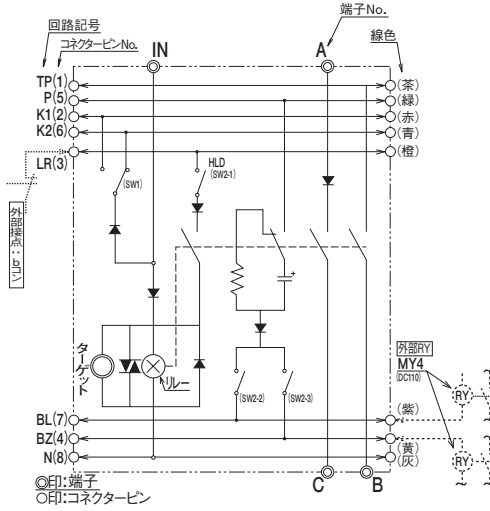 端子No.
回路記号
コネクターピンNo.
IN
A
線色
TP(1)
(茶)
P(5)
(緑)
K1(2)
(赤)
K2(6)
(青)
LR(3)
(橙)
(SW1)
HLD
(SW2-1)
外部接点:bコン
+
ターゲット
リレー
外部RY
MY4
(DC110)
(SW2-2)
(SW2-3)
RY
BL(7)
(紫)
BZ(4)
(黄)
N(8)
(灰)
RY
◎印:端子
○印:コネクターピン
C
B